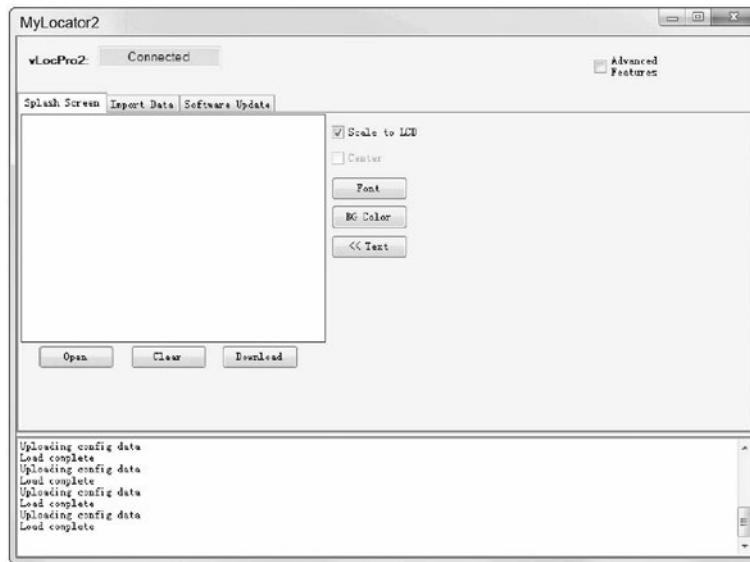 MyLocator2
vLocPro2:
Connected
Advanced
Features
Splash Screen
Import Data
Software Update
Scale to LCD
Center
Font
BG Color
<< Text
Open
Clear
Download
Uploading config data
Load complete
Uploading config data
Load complete
Uploading config data
Load complete
Uploading config data
Load complete